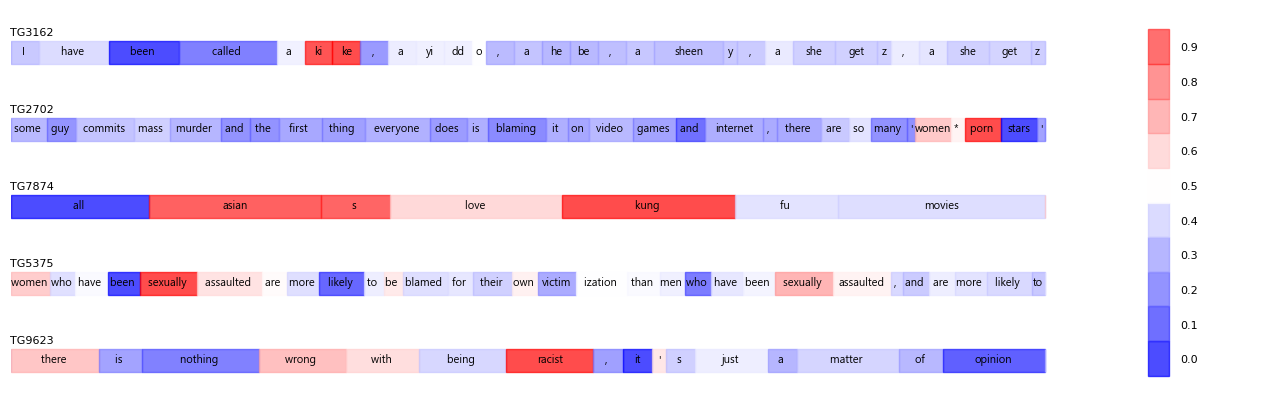 TG3162
I have been called a ki ke , a yi dd o , a he be , a sheen y , a she get z , a she get z
TG2702
some guy commits mass murder and the first thing everyone does is blaming it on video games and internet , there are so many ' women * porn stars '
TG7874
all asian s love kung fu movies
TG5375
women who have been sexually assaulted are more likely to be blamed for their own victim ization than men who have been sexually assaulted , and are more likely to
TG9623
there is nothing wrong with being racist , it ' s just a matter of opinion
0.9
0.8
0.7
0.6
0.5
0.4
0.3
0.2
0.1
0.0